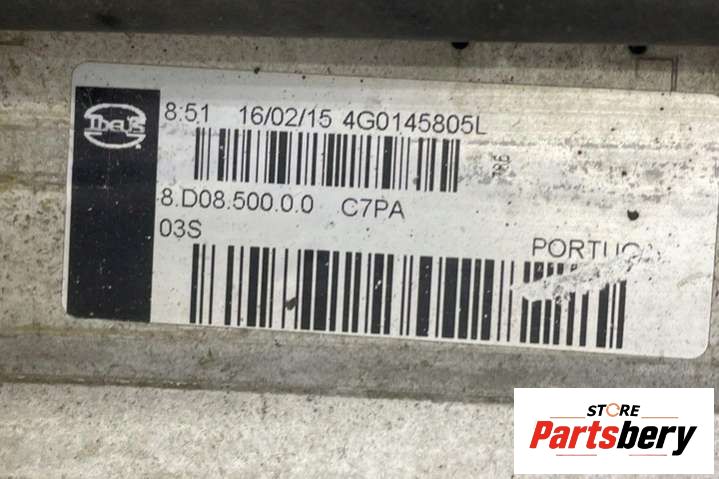 8:51 16/02/15 4G0145805L
8.D08.500.0.0 C7PA
03S
STORE
Partsbery